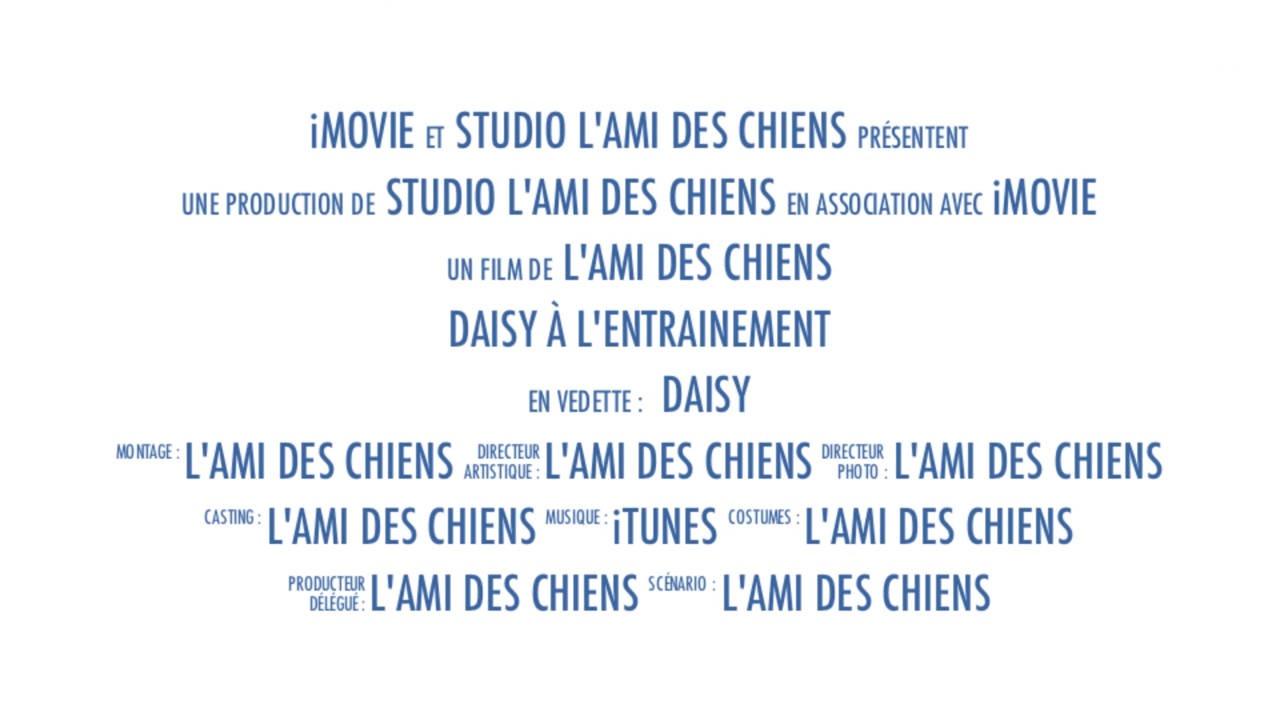 iMOVIE ET STUDIO L'AMI DES CHIENS PRÉSENTENT
UNE PRODUCTION DE STUDIO L'AMI DES CHIENS EN ASSOCIATION AVEC iMOVIE
UN FILM DE L'AMI DES CHIENS
DAISY À L'ENTRAINEMENT
EN VEDETTE : DAISY
MONTAGE : L'AMI DES CHIENS DIRECTEUR ARTISTIQUE : L'AMI DES CHIENS DIRECTEUR PHOTO : L'AMI DES CHIENS
CASTING : L'AMI DES CHIENS MUSIQUE : iTUNES COSTUMES : L'AMI DES CHIENS
PRODUCTEUR DÉLÉGUÉ : L'AMI DES CHIENS SCÉNARIO : L'AMI DES CHIENS